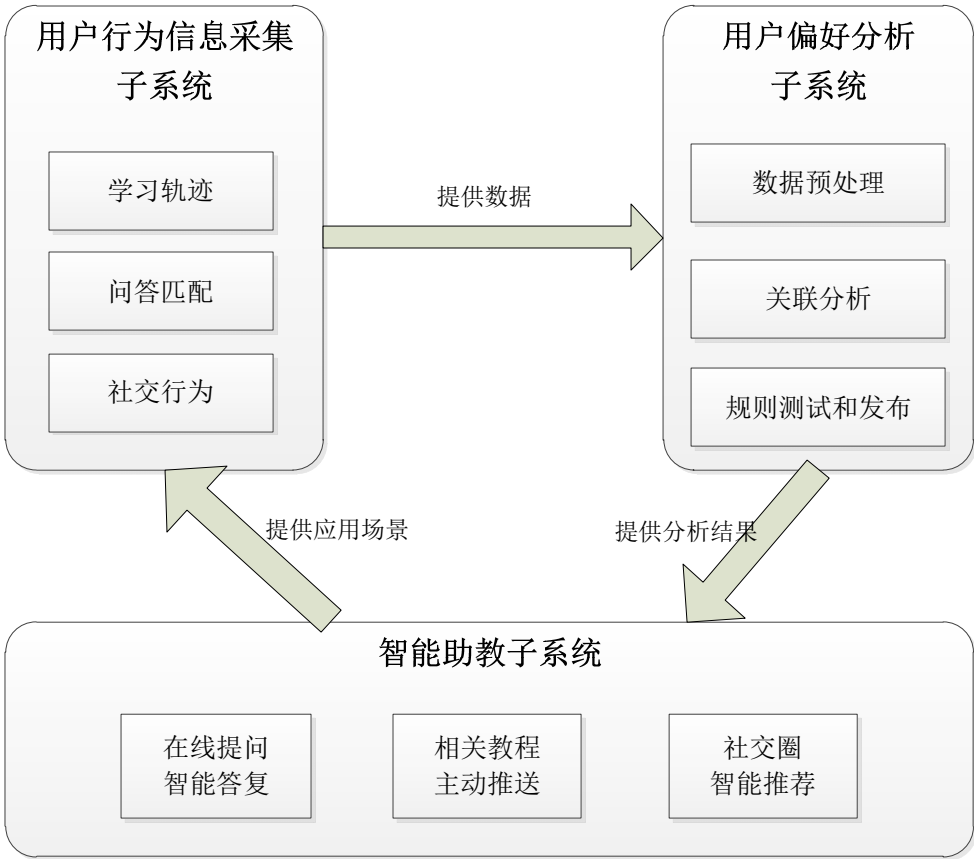 用户行为信息采集
子系统
学习轨迹
问答匹配
社交行为
提供数据
用户偏好分析
子系统
数据预处理
关联分析
规则测试和发布
提供应用场景
提供分析结果
智能助教子系统
在线提问
智能答复
相关教程
主动推送
社交圈
智能推荐